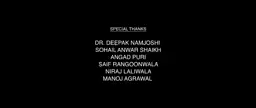 SPECIAL THANKS
DR. DEEPAK NAMJOSHI
SOHAIL ANWAR SHAIKH
ANGAD PURI
SAIF RANGOONWALA
NIRAJ LALIWALA
MANOJ AGRAWAL